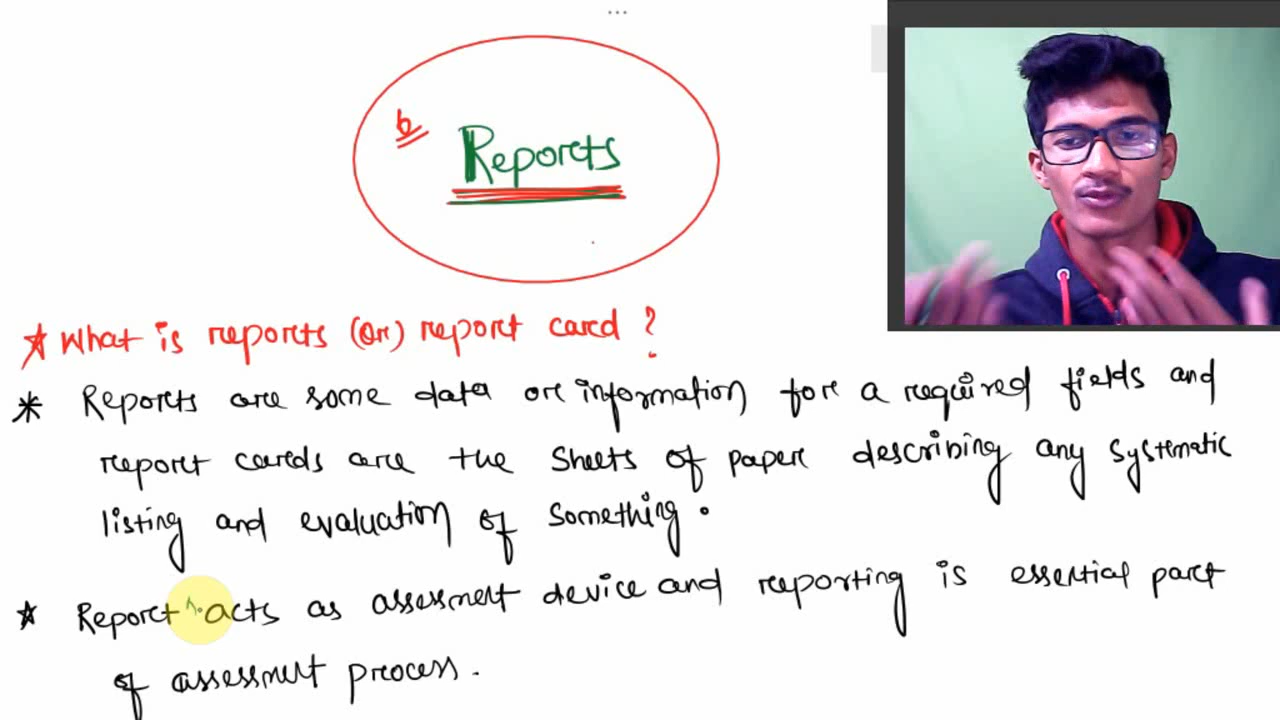 ...
6
Reports
★ What is reports (or) report card ?
* Reports are some data or information for a required fields and
report cards are the sheets of paper describing any systematic
listing and evaluation of something.
★ Report acts as assessment device and reporting is essential part
of assessment process.